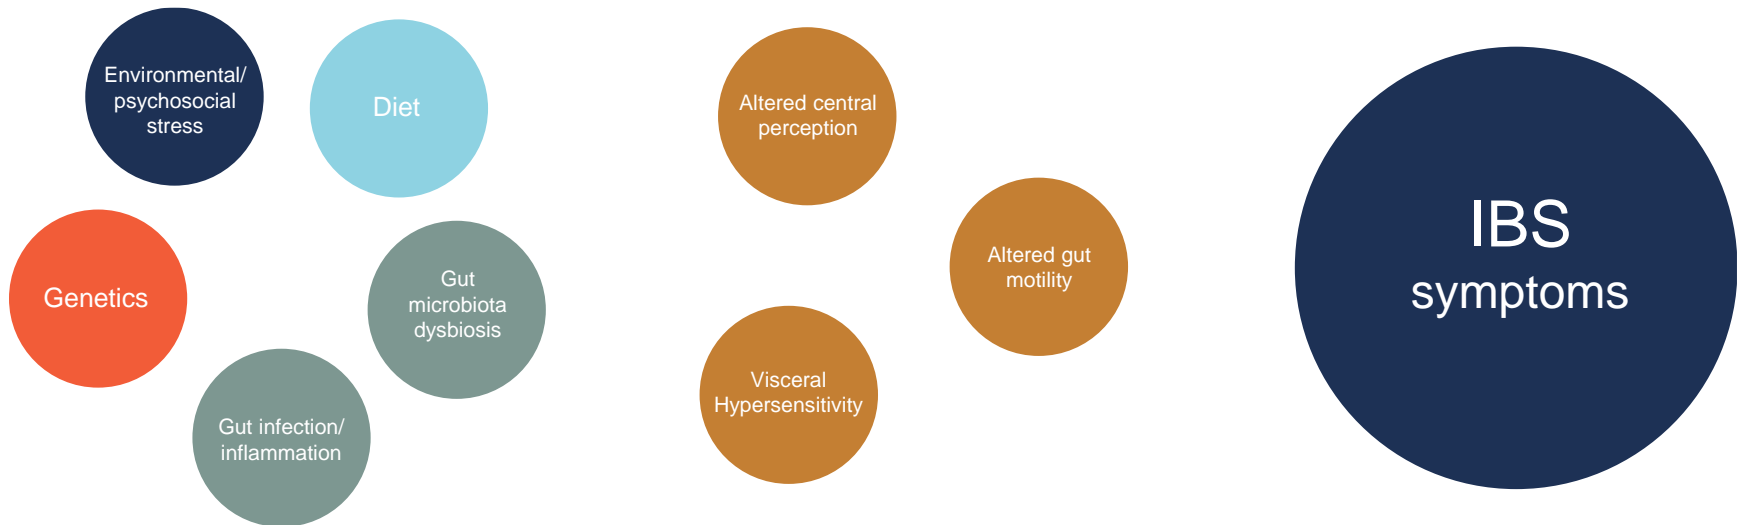 Environmental/
psychosocial
stress
Diet
Genetics
Gut
microbiota
dysbiosis
Gut infection/
inflammation
Altered central
perception
Altered gut
motility
Visceral
Hypersensitivity
IBS
symptoms